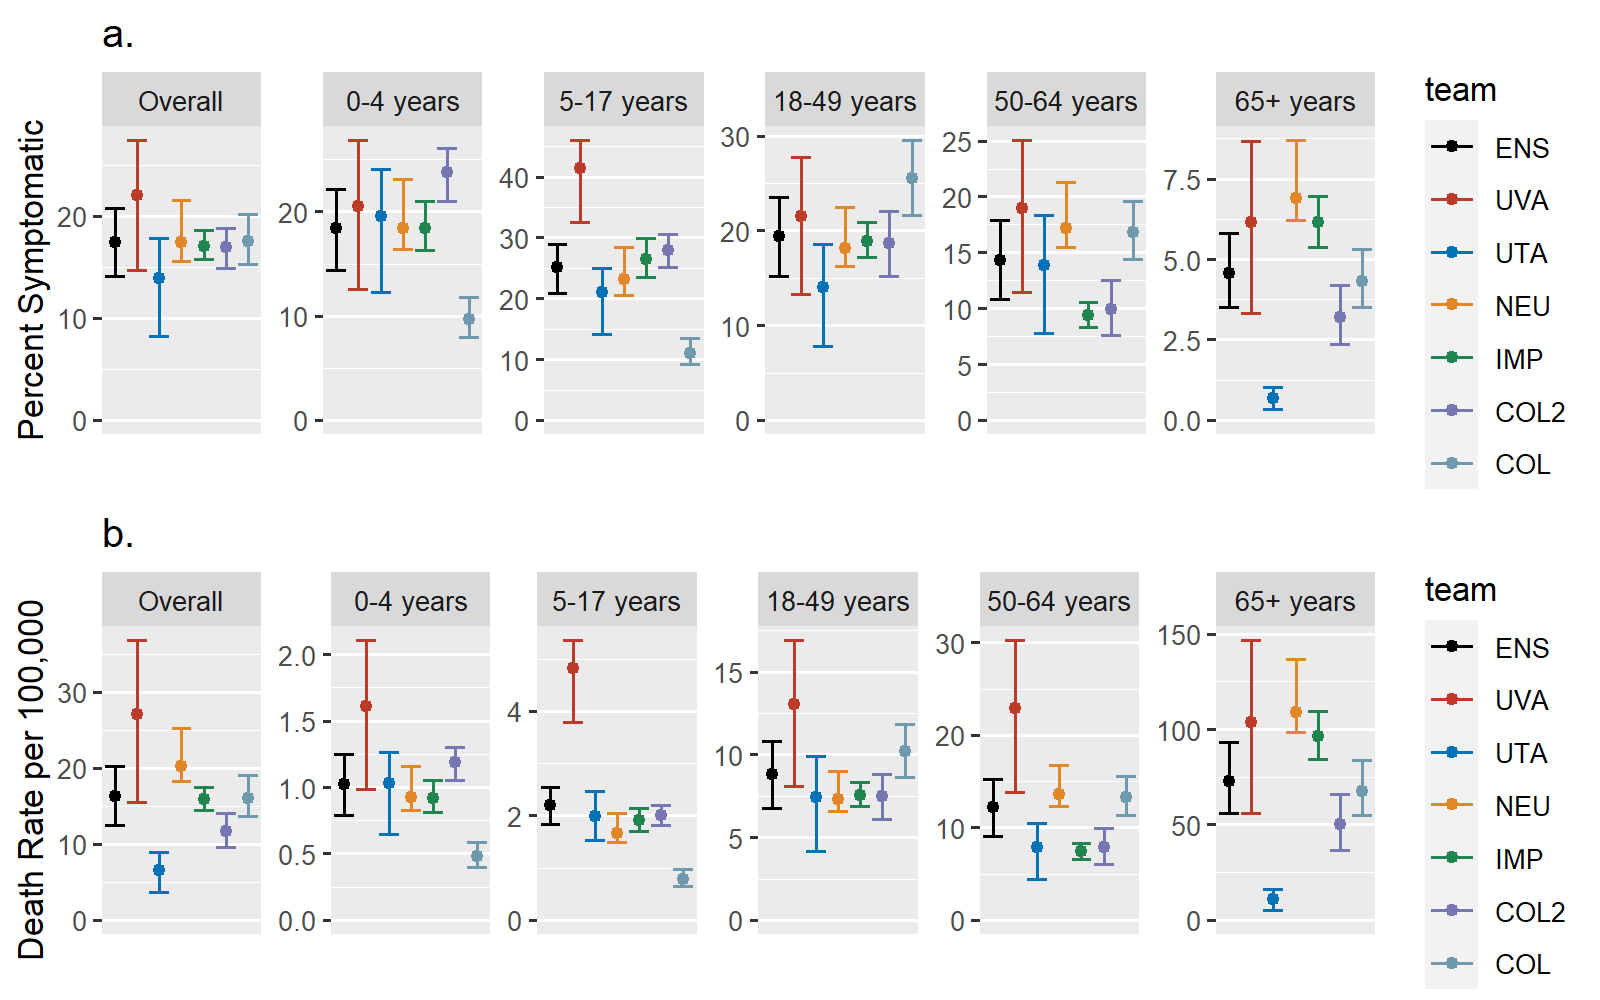 a.
Overall
0-4 years
5-17 years
18-49 years
50-64 years
65+ years
Percent Symptomatic
20
10
0
20
10
0
40
30
20
10
0
30
20
10
0
25
20
15
10
5
0
7.5
5.0
2.5
0.0
team
ENS
UVA
UTA
NEU
IMP
COL2
COL
b.
Overall
0-4 years
5-17 years
18-49 years
50-64 years
65+ years
Death Rate per 100,000
30
20
10
0
2.0
1.5
1.0
0.5
0.0
4
2
0
15
10
5
0
30
20
10
0
150
100
50
0
team
ENS
UVA
UTA
NEU
IMP
COL2
COL